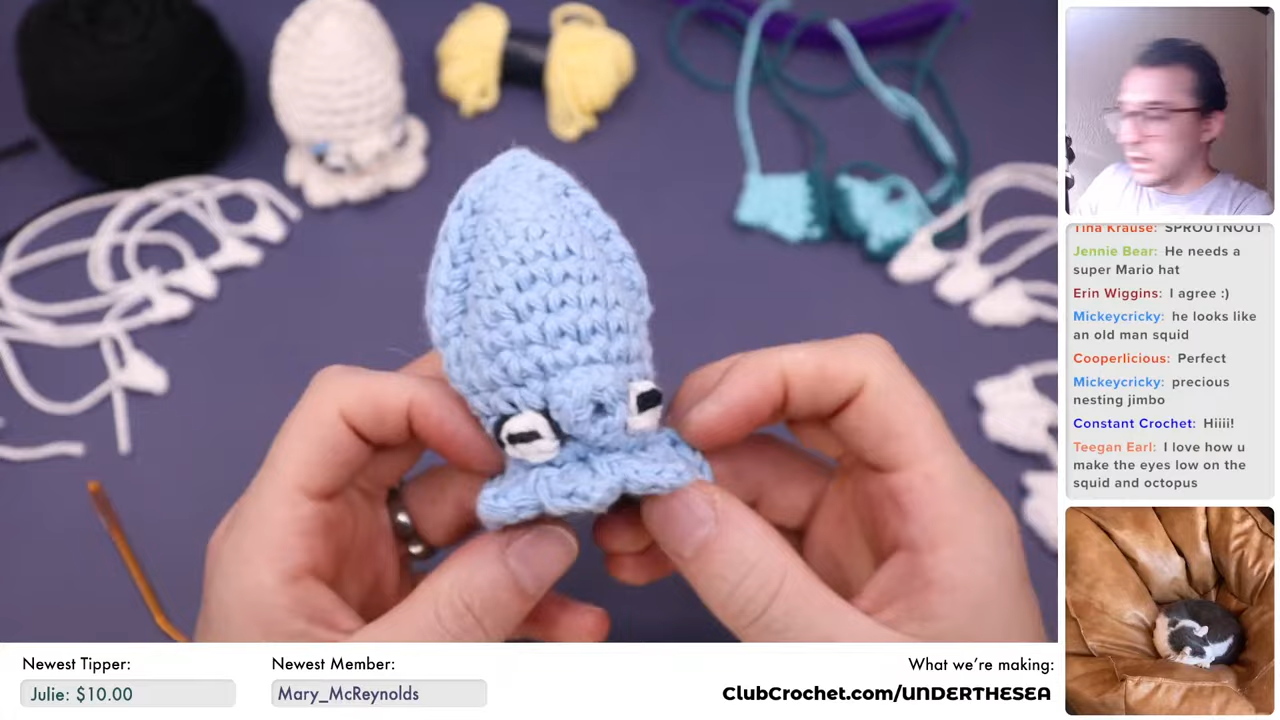 Tina Krause: SPROUTNOUT
Jennie Bear: He needs a
super Mario hat
Erin Wiggins: I agree :)
Mickeycricky: he looks like
an old man squid
Cooperlicious: Perfect
Mickeycricky: precious
nesting jimbo
Constant Crochet: Hiiii!
Teegan Earl: I love how u
make the eyes low on the
squid and octopus
Newest Tipper:
Julie: $10.00
Newest Member:
Mary_McReynolds
What we're making:
ClubCrochet.com/UNDERTHESEA